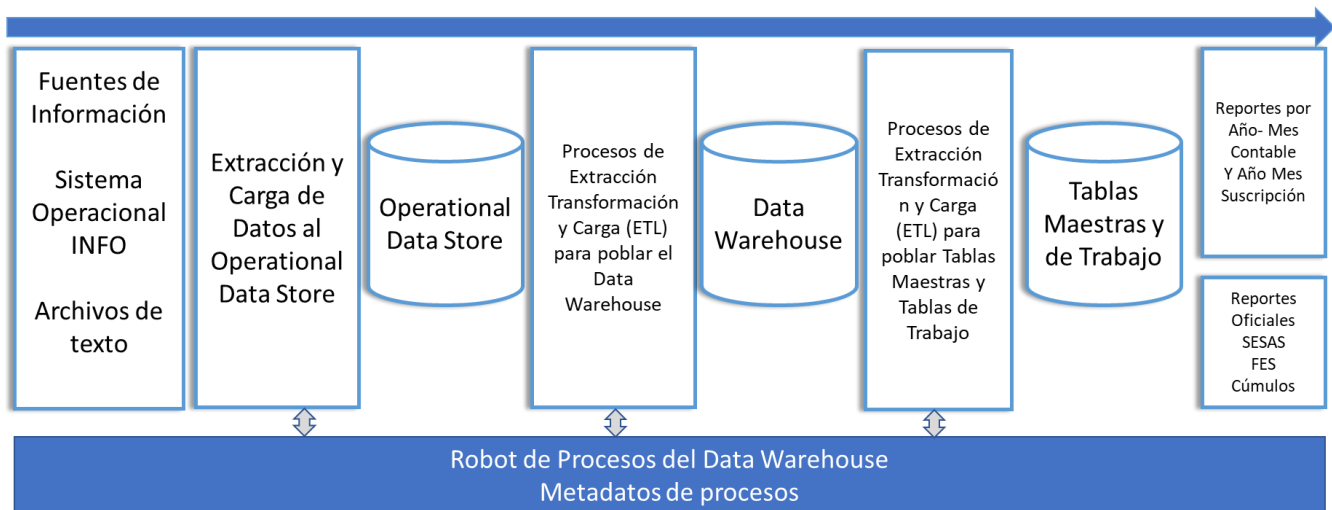 Fuentes de
Información
Sistema
Operacional
INFO
Archivos de
texto
Extracción y
Carga de
Datos al
Operational
Data Store
Operational
Data Store
Procesos de
Extracción
Transformación
y Carga (ETL)
para poblar el
Data
Warehouse
Data
Warehouse
Procesos de
Extracción
Transformació
n y Carga
(ETL) para
poblar Tablas
Maestras y
Tablas de
Trabajo
Tablas
Maestras y
de Trabajo
Reportes por
Año- Mes
Contable
Y Año Mes
Suscripción
Reportes
Oficiales
SESAS
FES
Cúmulos
Robot de Procesos del Data Warehouse
Metadatos de procesos